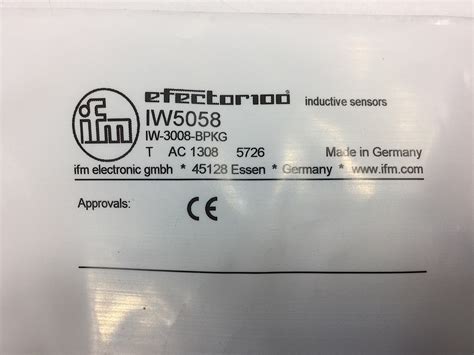 ifm
efector100 inductive sensors
IW5058
IW-3008-BPKG
T AC 1308 5726 Made in Germany
ifm electronic gmbh * 45128 Essen * Germany * www.ifm.com
Approvals: CE